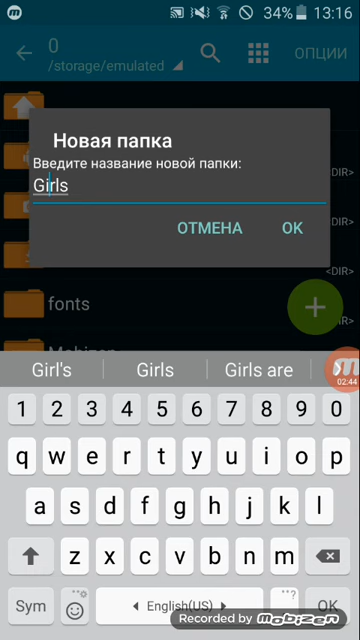 34% 13:16
0
/storage/emulated
ОПЦИИ
Новая папка
Введите название новой папки:
Girls
ОТМЕНА OK
DIR>
DIR>
<DIR>
fonts
DIR>
Mobizen
Girl's Girls Girls are
02:44
1 2 3 4 5 6 7 8 9 0
q w e r t y u i o p
a s d f g h j k l
z x c v b n m
Sym English(US) OK
Recorded by mobizen